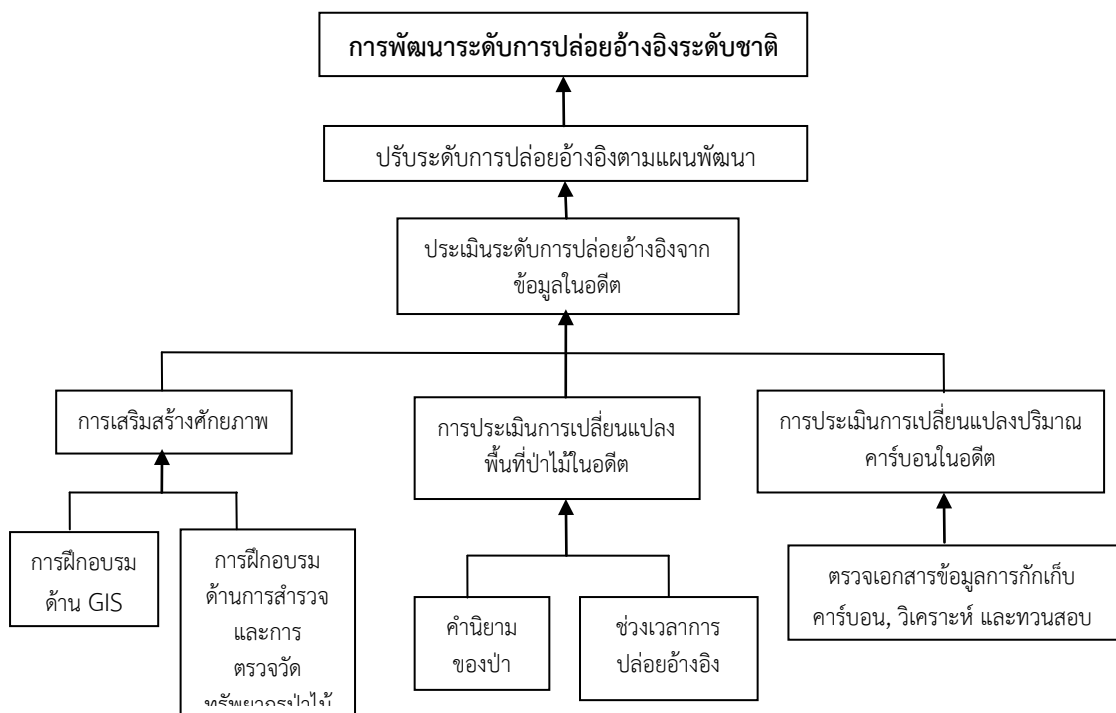 การพัฒนาระดับการปล่อยอ้างอิงระดับชาติ
ปรับระดับการปล่อยอ้างอิงตามแผนพัฒนา
ประเมินระดับการปล่อยอ้างอิงจาก
ข้อมูลในอดีต
การเสริมสร้างศักยภาพ
การประเมินการเปลี่ยนแปลง
พื้นที่ป่าไม้ในอดีต
การประเมินการเปลี่ยนแปลงปริมาณ
คาร์บอนในอดีต
การฝึกอบรม
ด้าน GIS
การฝึกอบรม
ด้านการสำรวจ
และการ
ตรวจวัด
ทรัพยากรป่าไม้
คำนิยาม
ของป่า
ช่วงเวลาการ
ปล่อยอ้างอิง
ตรวจเอกสารข้อมูลการกักเก็บ
คาร์บอน, วิเคราะห์ และทวนสอบ